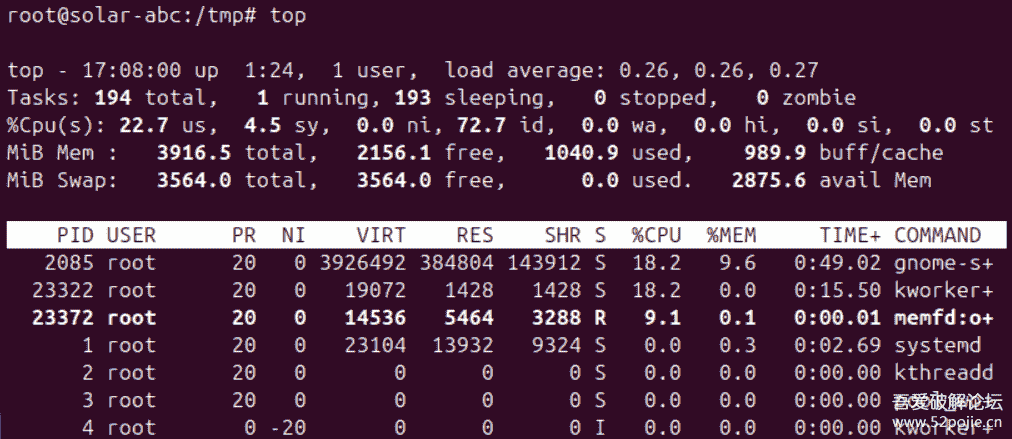 root@solar-abc:/tmp# top
top - 17:08:00 up  1:24,  1 user,  load average: 0.26, 0.26, 0.27
Tasks: 194 total,   1 running, 193 sleeping,   0 stopped,   0 zombie
%Cpu(s): 22.7 us,  4.5 sy,  0.0 ni, 72.7 id,  0.0 wa,  0.0 hi,  0.0 si,  0.0 st
MiB Mem :   3916.5 total,   2156.1 free,   1040.9 used,    989.9 buff/cache
MiB Swap:   3564.0 total,   3564.0 free,      0.0 used.   2875.6 avail Mem
PID USER      PR  NI    VIRT    RES    SHR S  %CPU  %MEM     TIME+ COMMAND
2085 root      20   0 3926492 384804 143912 S  18.2   9.6   0:49.02 gnome-s+
23322 root      20   0   19072   1428   1428 S  18.2   0.0   0:15.50 kworker+
23372 root      20   0   14536   5464   3288 R   9.1   0.1   0:00.01 memfd:o+
1 root      20   0   23104  13932   9324 S   0.0   0.3   0:02.69 systemd
2 root      20   0       0      0      0 S   0.0   0.0   0:00.00 kthreadd
3 root      20   0       0      0      0 S   0.0   0.0   0:00.00
4 root       0 -20       0      0      0 I   0.0   0.0   0:00.00 kworker+
吾爱破解论坛
www.52pojie.cn